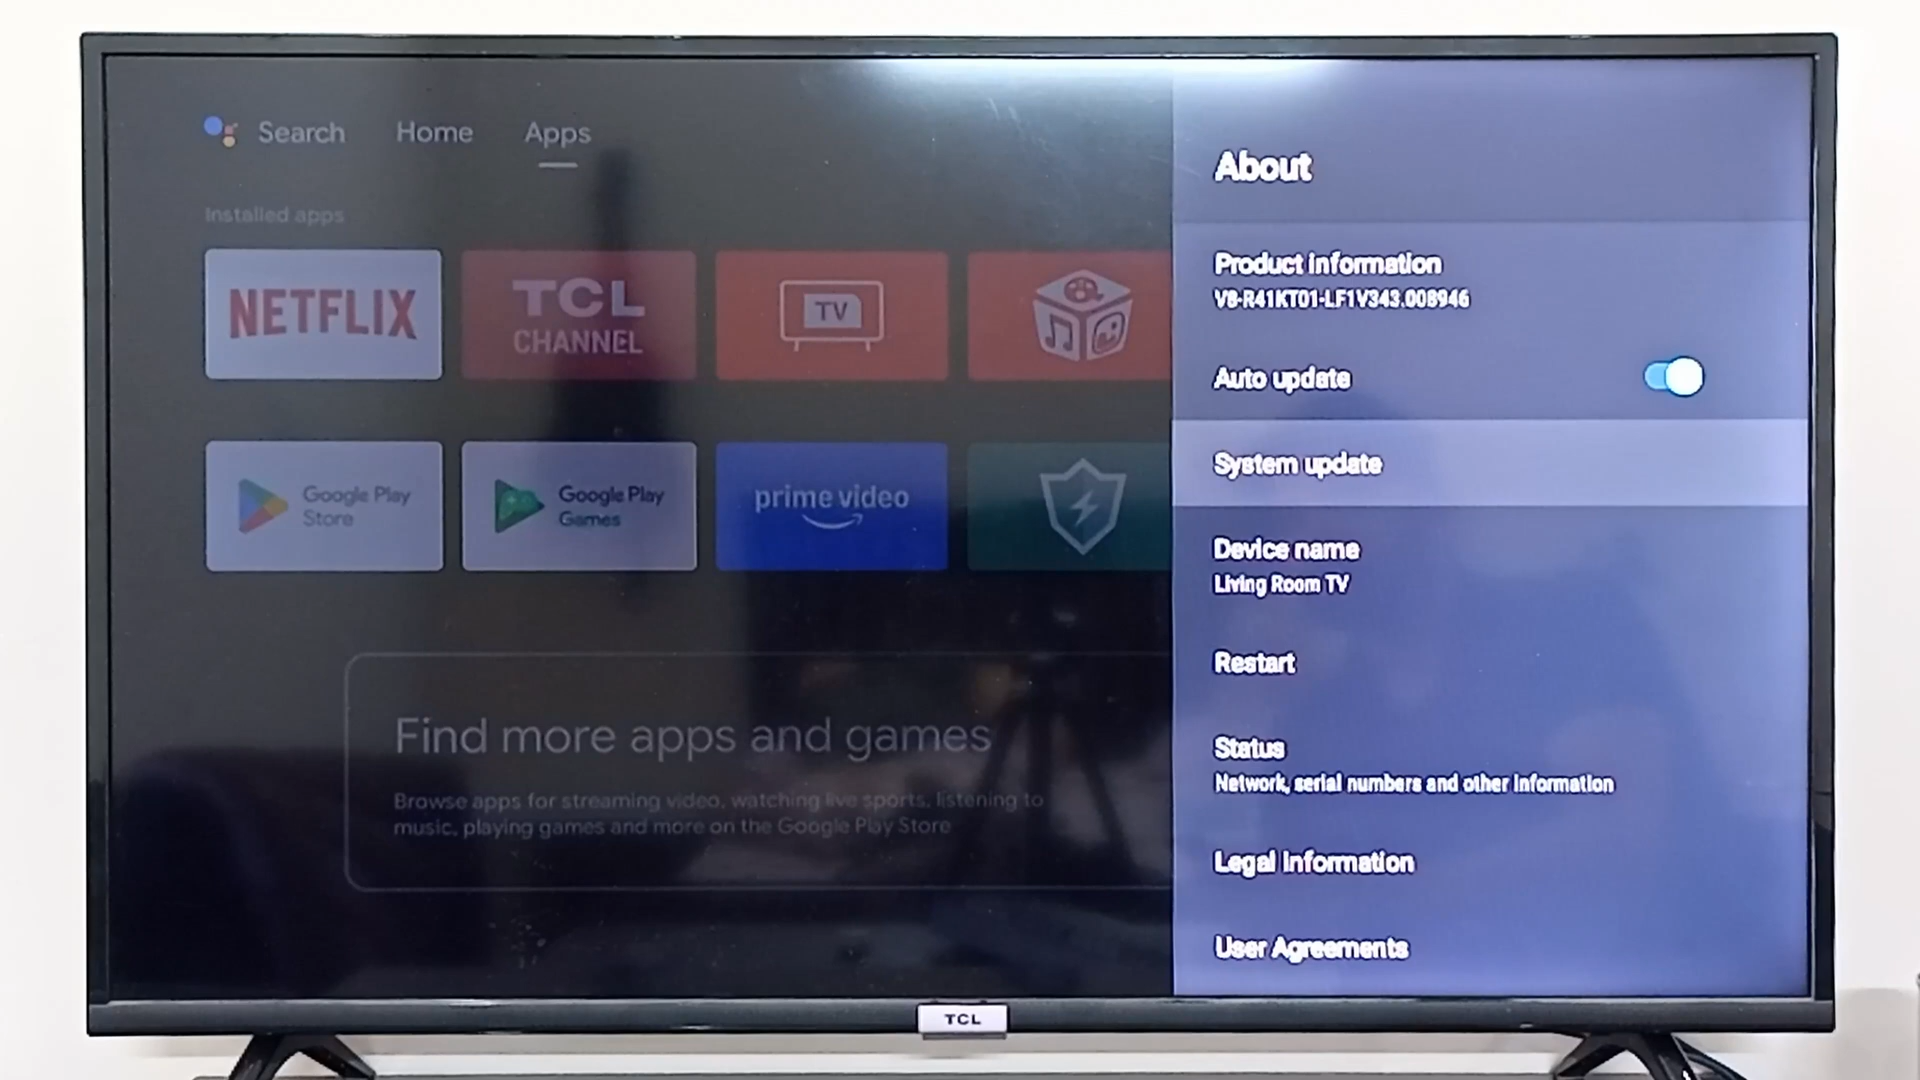 Search Home Apps
Installed apps
NETFLIX
TCL
CHANNEL
TV
Google Play
Store
Google Play
Games
prime video
Find more apps and games
Browse apps for streaming video, watching live sports, listening to
music, playing games and more on the Google Play Store
About
Product information
V8-R41KT01-LF1V343.008946
Auto update
System update
Device name
Living Room TV
Restart
Status
Network, serial numbers and other information
Legal information
User Agreements
TCL